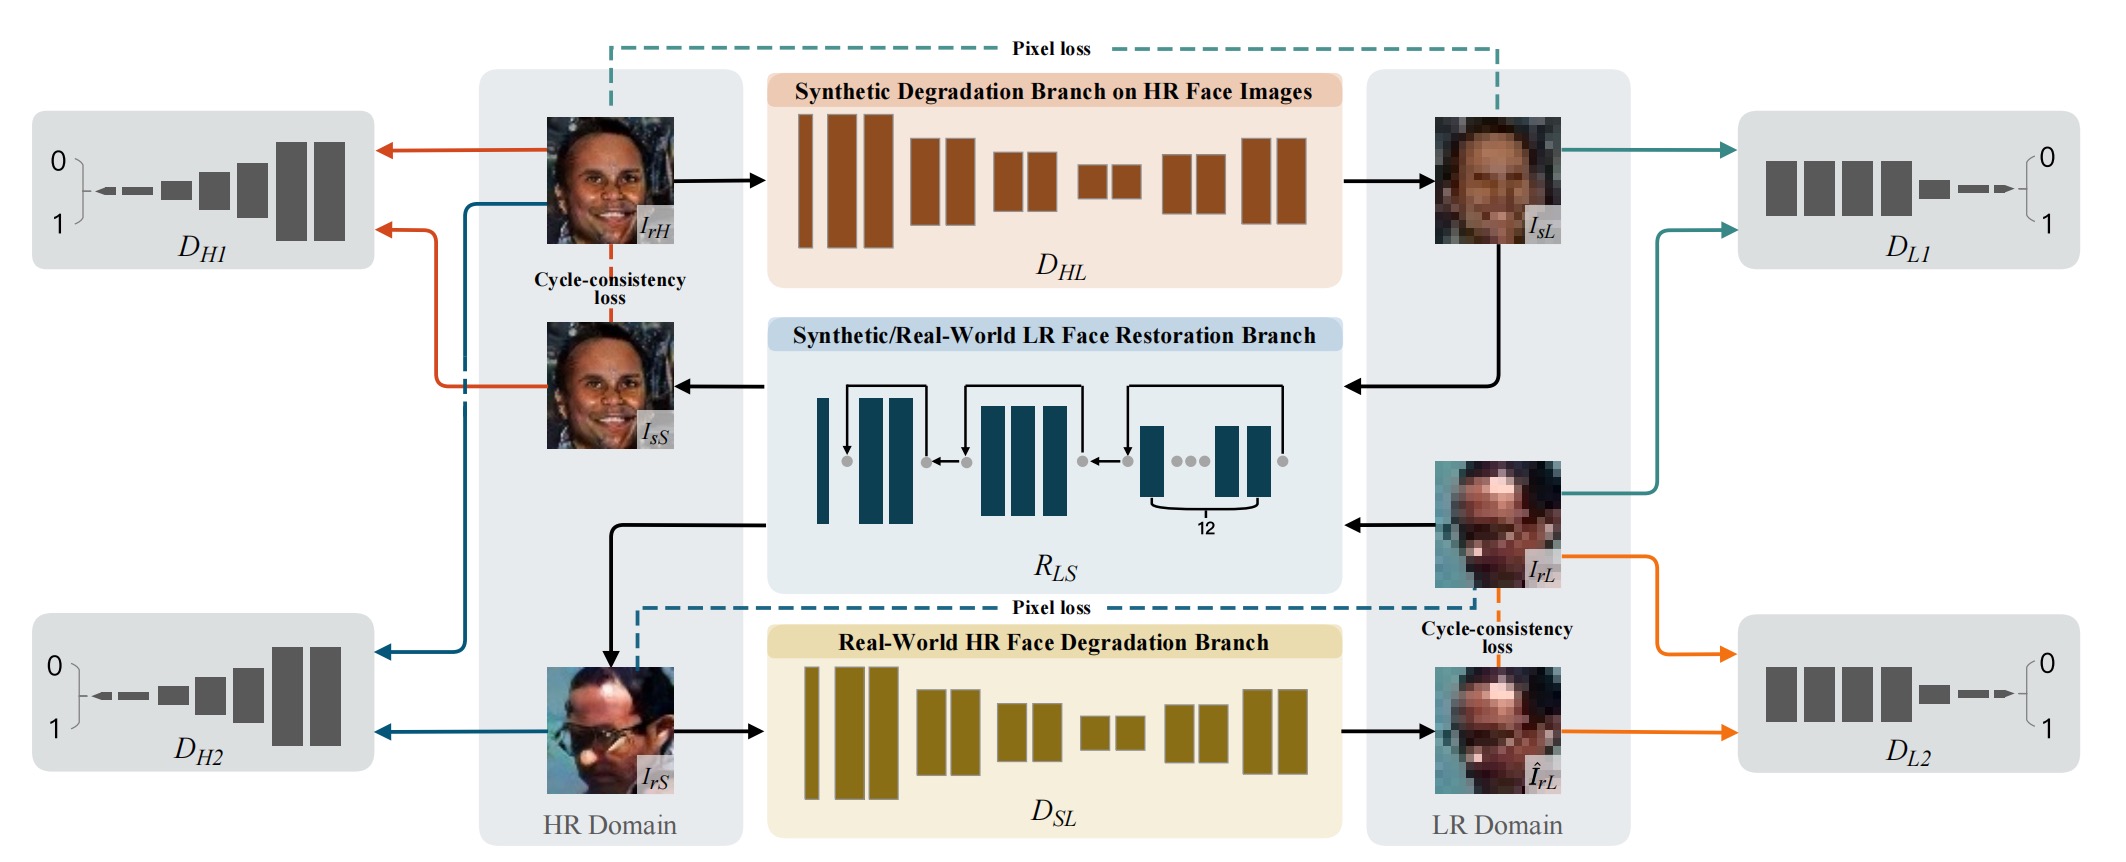 Pixel loss
Synthetic Degradation Branch on HR Face Images
0
1
D_{H1}
I_{rH}
D_{HL}
I_{sL}
0
1
D_{L1}
Cycle-consistency
loss
Synthetic/Real-World LR Face Restoration Branch
I_{sS}
12
R_{LS}
I_{rL}
Pixel loss
Cycle-consistency
loss
Real-World HR Face Degradation Branch
0
1
D_{H2}
I_{rS}
D_{SL}
Î_{rL}
0
1
D_{L2}
HR Domain
LR Domain